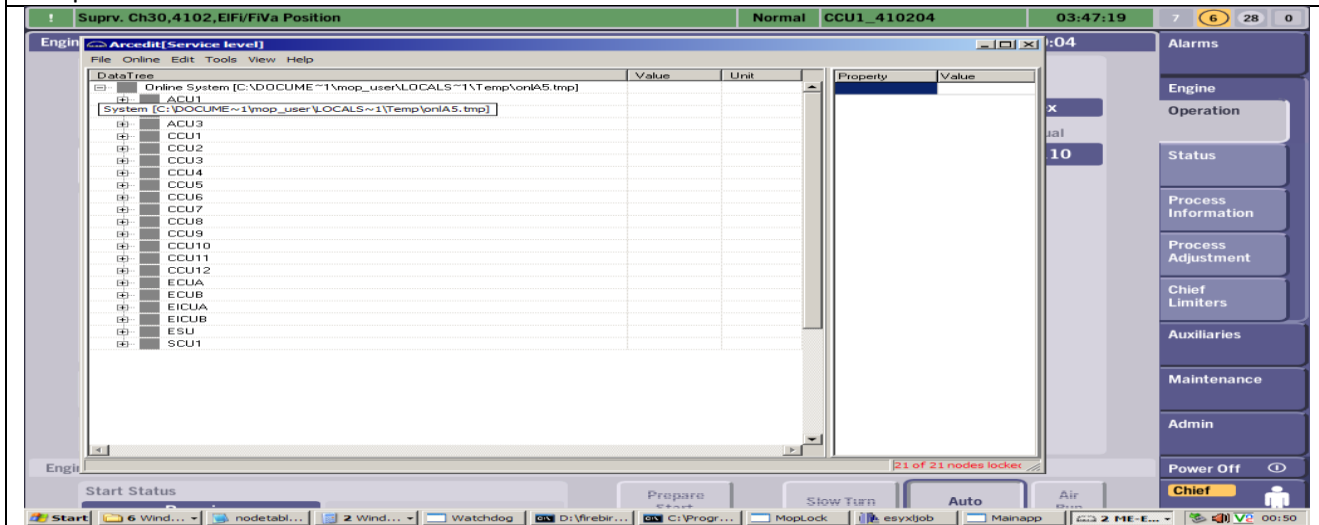 ! Suprv. Ch30,4102,ElFi/FiVa Position Normal CCU1_410204 03:47:19 7 6 28 0
Engin Arcedit[Service level] :04 Alarms
File Online Edit Tools View Help
DataTree Value Unit Property Value
Online System [C:\DOCUME~1\mop_user\LOCALS~1\Temp\onlA5.tmp]
ACU1
System [C:\DOCUME~1\mop_user\LOCALS~1\Temp\onlA5.tmp]
ACU3
CCU1
CCU2
CCU3
CCU4
CCU5
CCU6
CCU7
CCU8
CCU9
CCU10
CCU11
CCU12
ECUA
ECUB
EICUA
EICUB
ESU
SCU1
21 of 21 nodes locked
x
ual
10
Engine
Operation
Status
Process
Information
Process
Adjustment
Chief
Limiters
Auxiliaries
Maintenance
Admin
Power Off
Chief
Engi
Start Status
Prepare
Start
Slow Turn
Auto
Air
Run
Start 6 Wind... nodetabl... 2 Wind... Watchdog D:\firebir... C:\Progr... MopLock esyxljob Mainapp 2 ME-E... 00:50